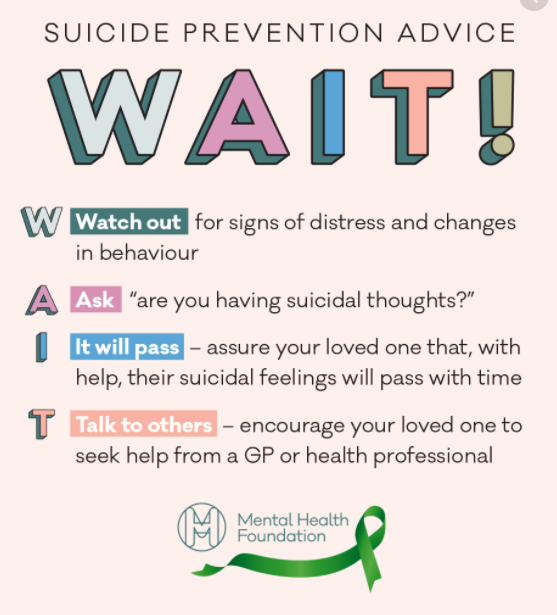 SUICIDE PREVENTION ADVICE
WAIT!
W Watch out for signs of distress and changes
in behaviour
A Ask “are you having suicidal thoughts?”
I It will pass – assure your loved one that, with
help, their suicidal feelings will pass with time
T Talk to others – encourage your loved one to
seek help from a GP or health professional
Mental Health
Foundation